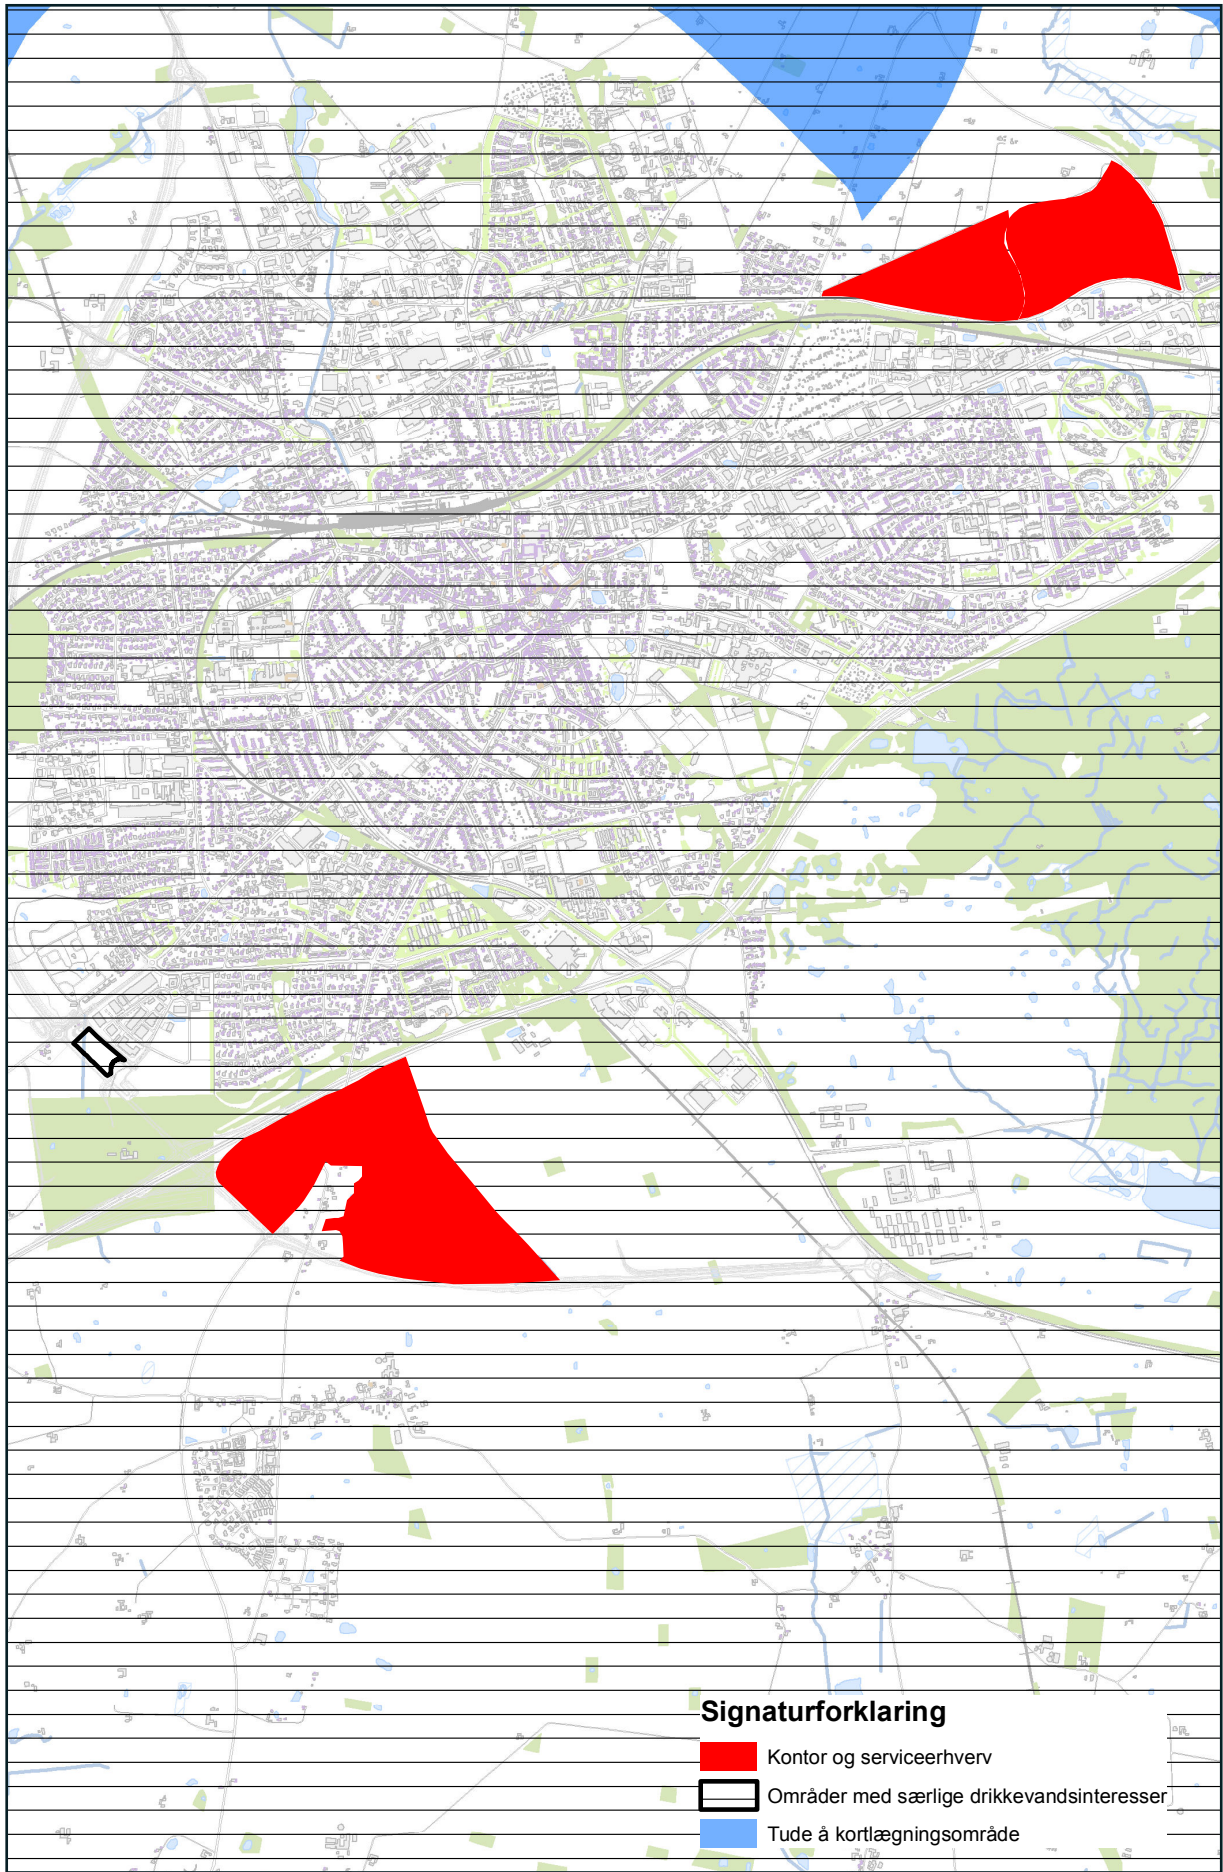 Signaturforklaring
Kontor og serviceerhverv
Områder med særlige drikkevandsinteresser
Tude å kortlægningsområde